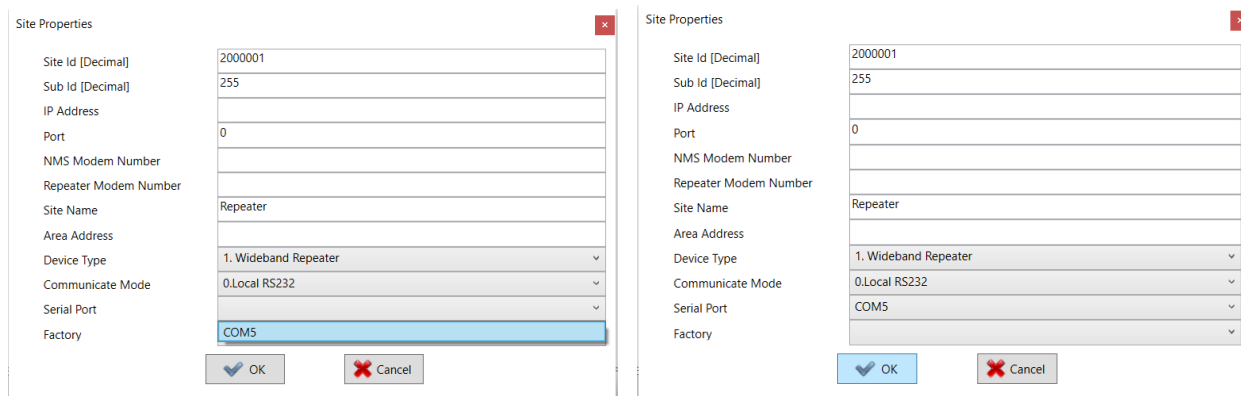 Site Properties
Site Id [Decimal] 2000001
Sub Id [Decimal] 255
IP Address
Port 0
NMS Modem Number
Repeater Modem Number
Site Name Repeater
Area Address
Device Type 1. Wideband Repeater
Communicate Mode 0.Local RS232
Serial Port
Factory COM5
OK Cancel
Site Properties
Site Id [Decimal] 2000001
Sub Id [Decimal] 255
IP Address
Port 0
NMS Modem Number
Repeater Modem Number
Site Name Repeater
Area Address
Device Type 1. Wideband Repeater
Communicate Mode 0.Local RS232
Serial Port COM5
Factory
OK Cancel